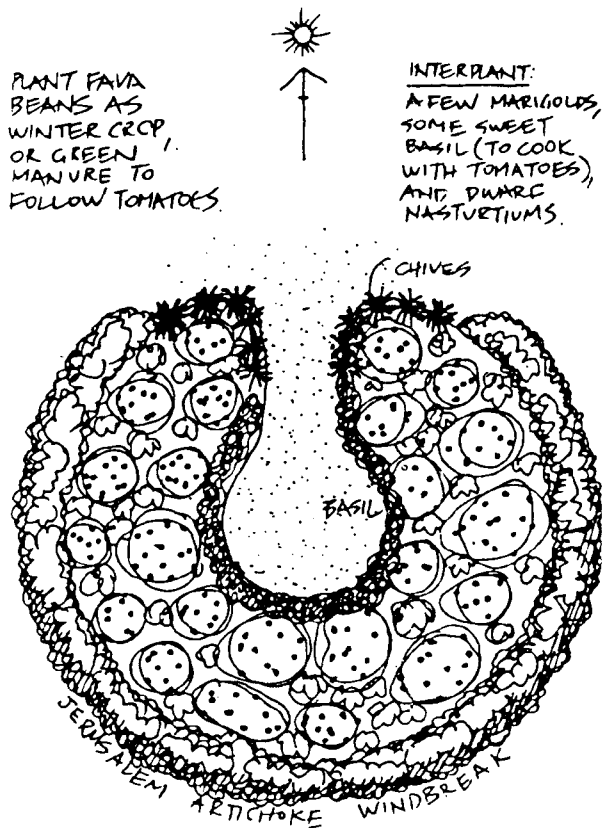 PLANT FAVA
BEANS AS
WINTER CROP,
OR GREEN
MANURE TO
FOLLOW TOMATOES.
INTERPLANT:
A FEW MARIGOLDS,
SOME SWEET
BASIL (TO COOK
WITH TOMATOES),
AND DWARF
NASTURTIUMS.
CHIVES
BASIL
JERUSALEM ARTICHOKE WINDBREAK